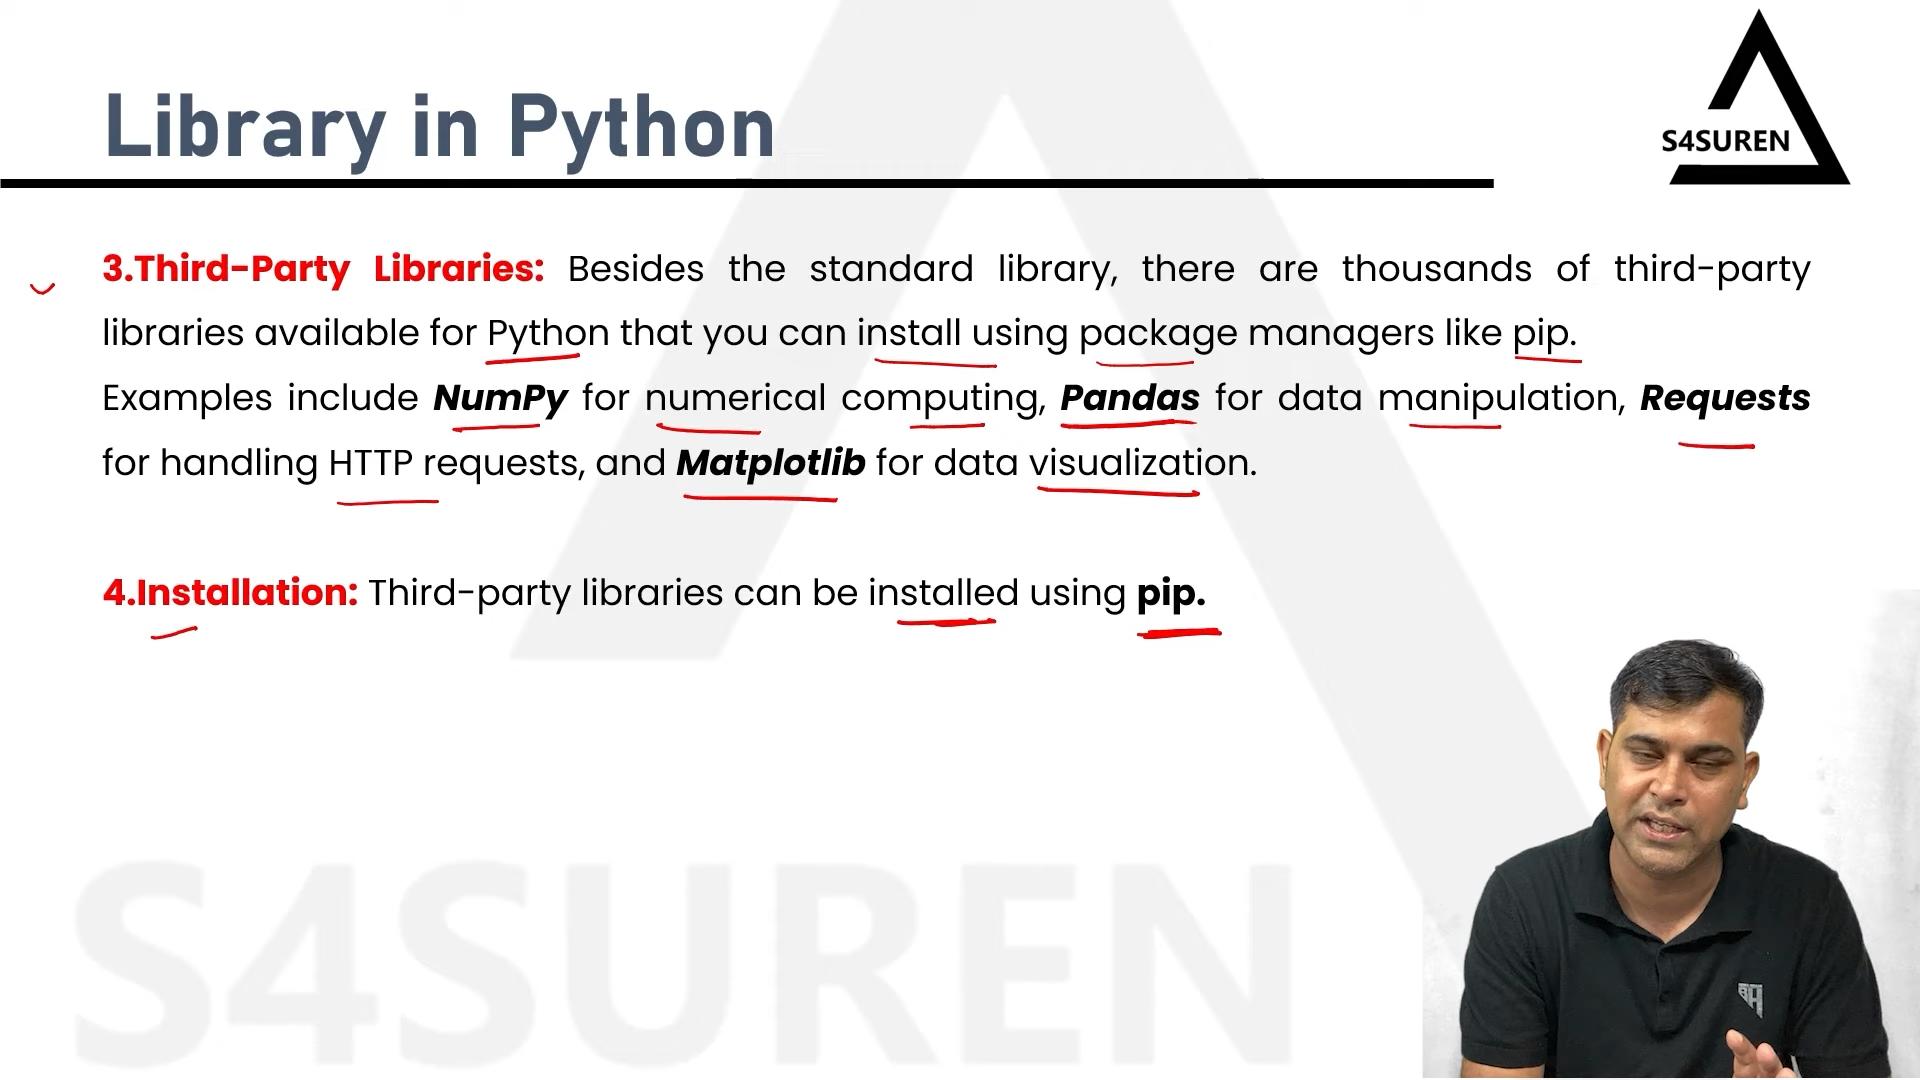 Library in Python
S4SUREN
3.Third-Party Libraries: Besides the standard library, there are thousands of third-party
libraries available for Python that you can install using package managers like pip.
Examples include NumPy for numerical computing, Pandas for data manipulation, Requests
for handling HTTP requests, and Matplotlib for data visualization.
4.Installation: Third-party libraries can be installed using pip.
S4SUREN